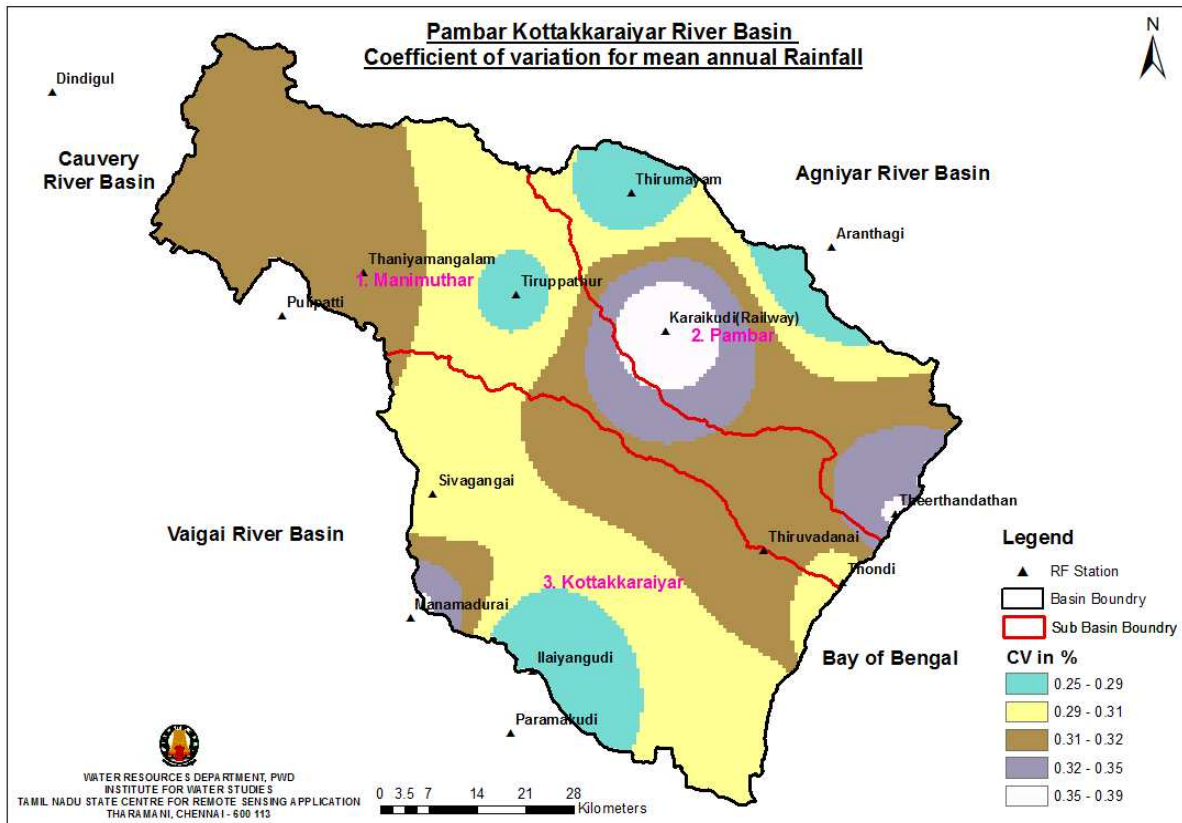 Pambar Kottakkaraiyar River Basin
Coefficient of variation for mean annual Rainfall
N
Dindigul
Cauvery
River Basin
Agniyar River Basin
Thirumayam
Aranthagi
Thaniyamangalam
1. Manimuthar
Tiruppathur
Pulipatti
Karaikudi(Railway)
2. Pambar
Sivagangai
Theerthandathan
Vaigai River Basin
Thiruvadanai
Thondi
3. Kottakkaraiyar
Manamadurai
Ilaiyangudi
Bay of Bengal
Paramakudi
Legend
RF Station
Basin Boundry
Sub Basin Boundry
CV in %
0.25 - 0.29
0.29 - 0.31
0.31 - 0.32
0.32 - 0.35
0.35 - 0.39
WATER RESOURCES DEPARTMENT, PWD
INSTITUTE FOR WATER STUDIES
TAMIL NADU STATE CENTRE FOR REMOTE SENSING APPLICATION
THARAMANI, CHENNAI - 600 113
0 3.5 7 14 21 28
Kilometers